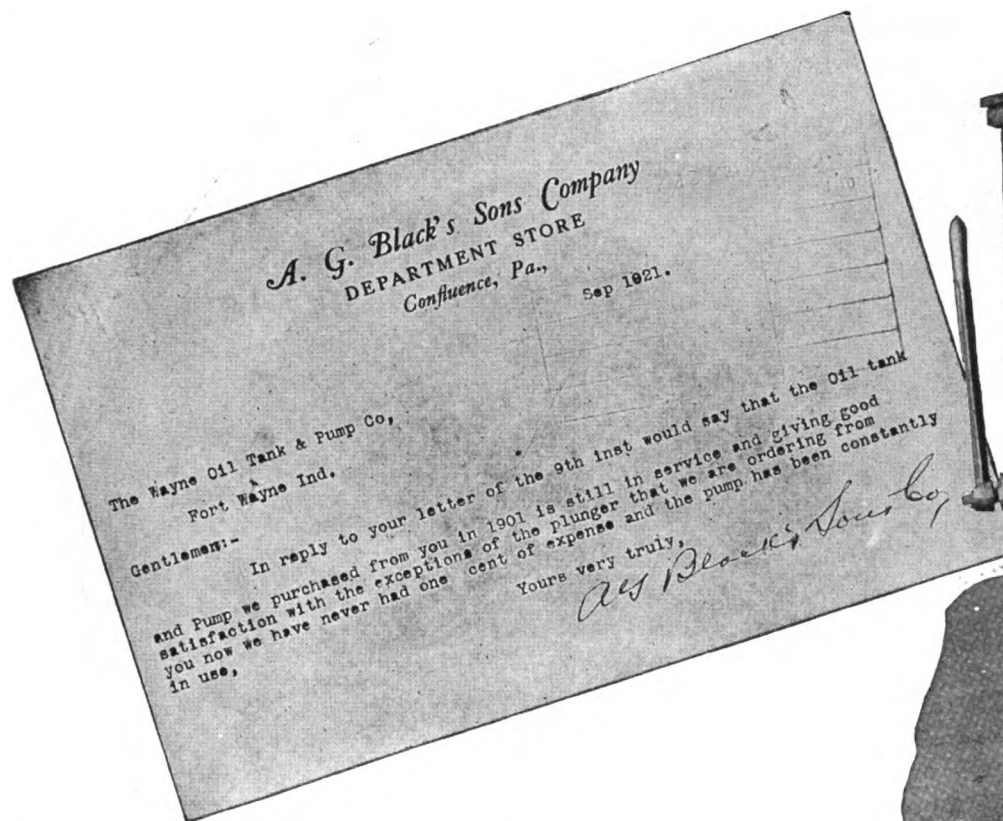 A. G. Black's Sons Company
DEPARTMENT STORE
Confluence, Pa.,
Sep 1921.
The Wayne Oil Tank & Pump Co,
Fort Wayne Ind.
Gentlemen:-
In reply to your letter of the 9th inst would say that the Oil tank
and Pump we purchased from you in 1901 is still in service and giving good
satisfaction with the exceptions of the plunger that we are ordering from
you now we have never had one cent of expense and the pump has been constantly
in use,
Yours very truly,
A G Black's Sons Co,